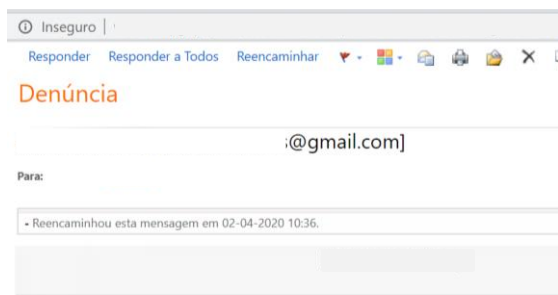 Inseguro
Responder Responder a Todos Reencaminhar
Denúncia
s@gmail.com]
Para:
- Reencaminhou esta mensagem em 02-04-2020 10:36.